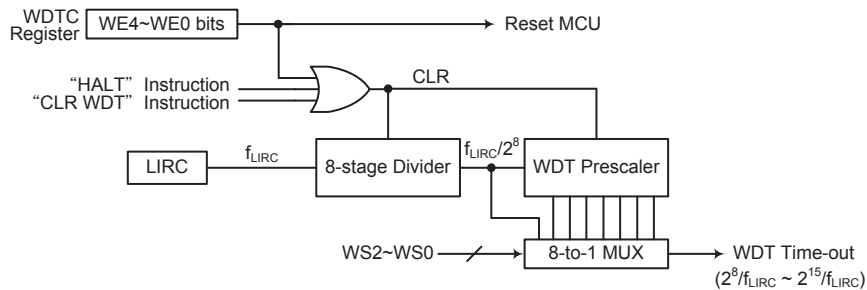 WDTC
Register
WE4~WE0 bits
Reset MCU
“HALT” Instruction
“CLR WDT” Instruction
CLR
LIRC
fLIRC
8-stage Divider
fLIRC/2⁸
WDT Prescaler
WS2~WS0
8-to-1 MUX
WDT Time-out
(2⁸/fLIRC ~ 2¹⁵/fLIRC)